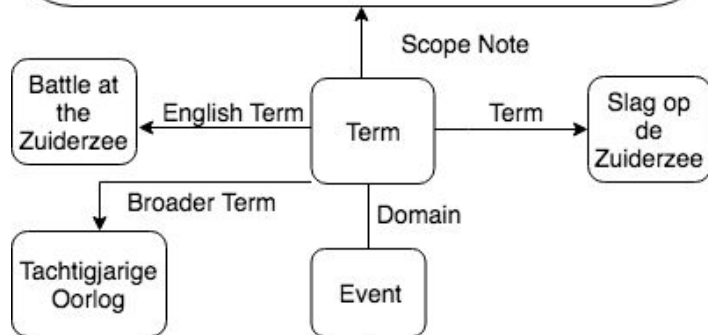 Scope Note
Battle at
the
Zuiderzee
English Term
Term
Term
Slag op
de
Zuiderzee
Broader Term
Domain
Tachtigjarige
Oorlog
Event